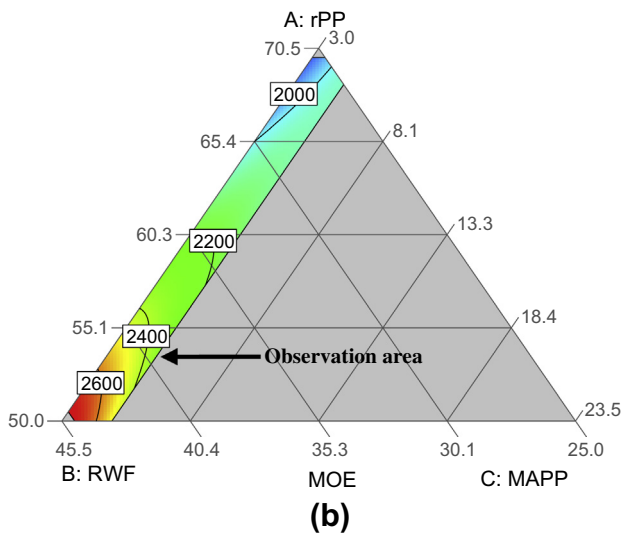 A: rPP
70.5 3.0
2000
65.4 8.1
60.3 2200 13.3
55.1 2400 18.4
Observation area
2600
50.0 23.5
45.5 40.4 35.3 30.1 25.0
B: RWF MOE C: MAPP
(b)